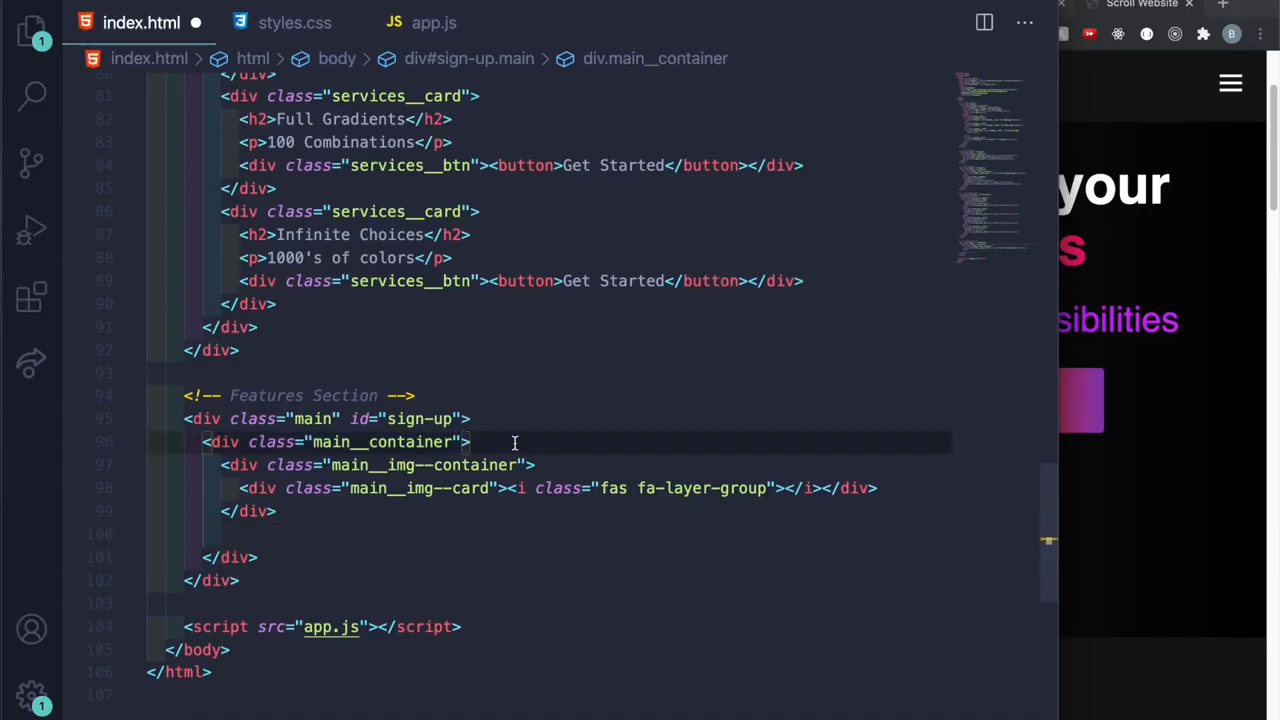 index.html
styles.css
JS app.js
Scroll Website
B
index.html > html > body > div#sign-up.main > div.main__container
1
80 </div>
81 <div class="services__card">
82 <h2>Full Gradients</h2>
83 <p>100 Combinations</p>
84 <div class="services__btn"><button>Get Started</button></div>
85 </div>
86 <div class="services__card">
87 <h2>Infinite Choices</h2>
88 <p>1000's of colors</p>
89 <div class="services__btn"><button>Get Started</button></div>
90 </div>
91 </div>
92 </div>
93
94 <!-- Features Section -->
95 <div class="main" id="sign-up">
96 <div class="main__container">
97 <div class="main__img--container">
98 <div class="main__img--card"><i class="fas fa-layer-group"></i></div>
99 </div>
100
101 </div>
102 </div>
103
104 <script src="app.js"></script>
105 </body>
106 </html>
107
1
your
s
sibilities